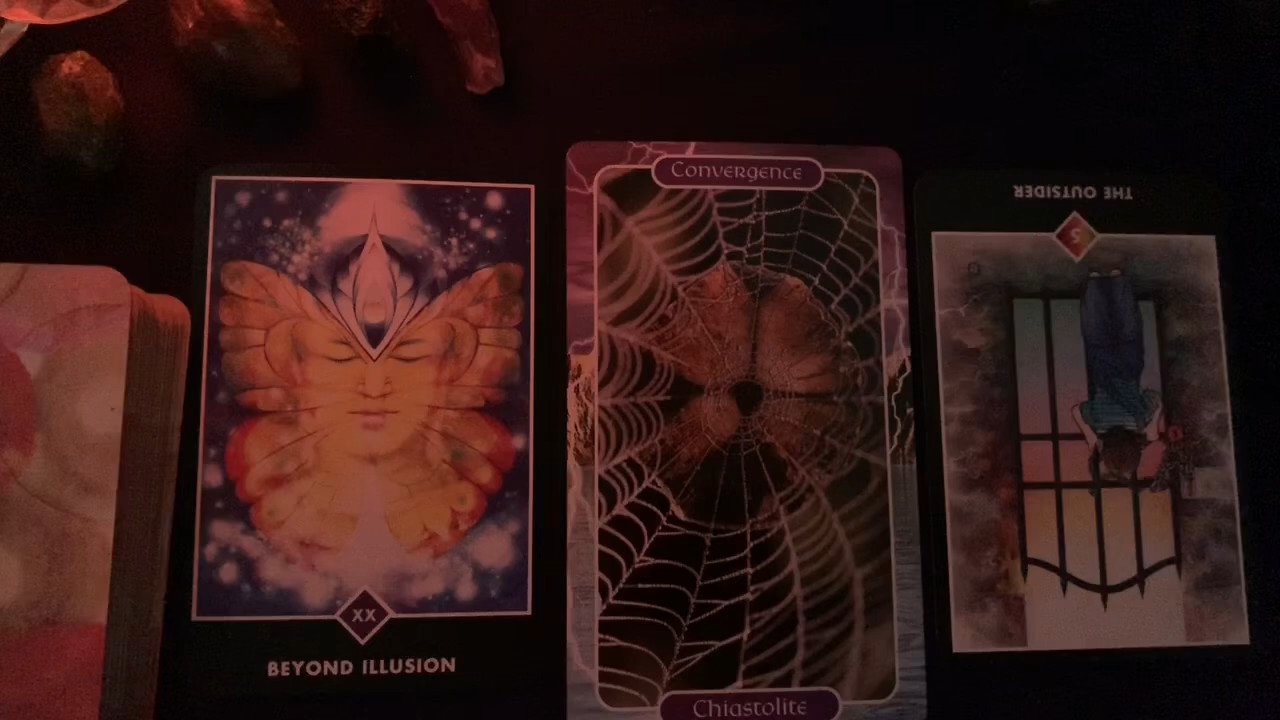 XX
BEYOND ILLUSION
Convergence
Chiastolite
THE OUTSIDER
5